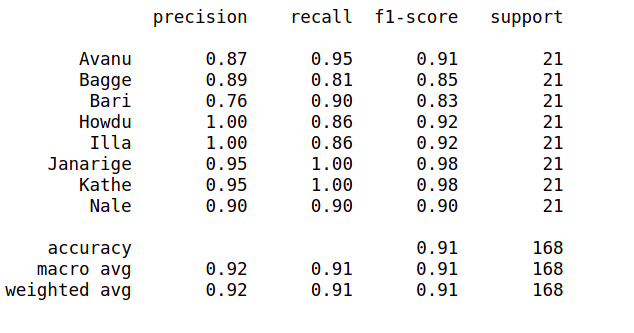 precision recall f1-score support
Avanu 0.87 0.95 0.91 21
Bagge 0.89 0.81 0.85 21
Bari 0.76 0.90 0.83 21
Howdu 1.00 0.86 0.92 21
Illa 1.00 0.86 0.92 21
Janarige 0.95 1.00 0.98 21
Kathe 0.95 1.00 0.98 21
Nale 0.90 0.90 0.90 21
accuracy 0.91 168
macro avg 0.92 0.91 0.91 168
weighted avg 0.92 0.91 0.91 168